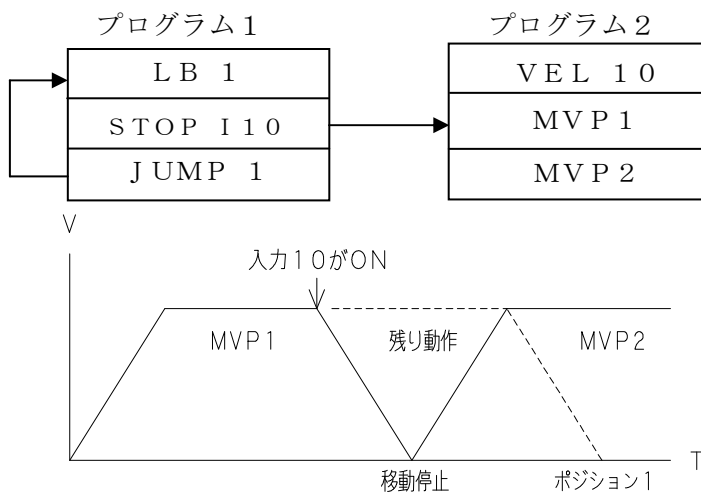 プログラム１
ＬＢ １
ＳＴＯＰ Ｉ１０
ＪＵＭＰ １
プログラム２
ＶＥＬ １０
ＭＶＰ１
ＭＶＰ２
V
入力１０がON
MVP1
残り動作
MVP2
T
移動停止
ポジション１